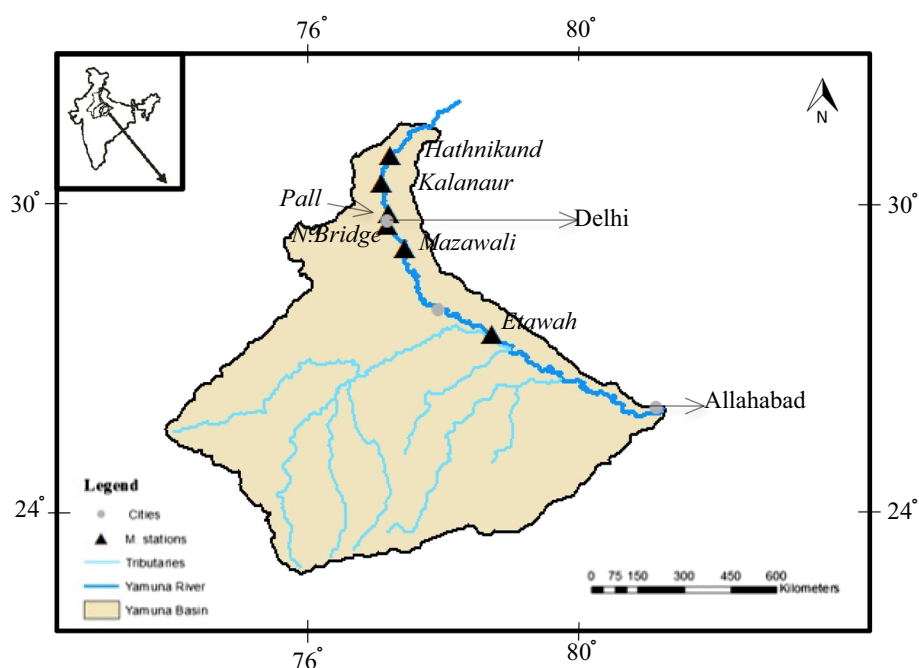 76°
80°
N
Hathnikund
Kalanaur
30°
Pall
30°
Delhi
N.Bridge
Mazawali
Etawah
Allahabad
Legend
Cities
M. stations
Tributaries
Yamuna River
Yamuna Basin
24°
24°
0 75 150 300 450 600
Kilometers
76°
80°